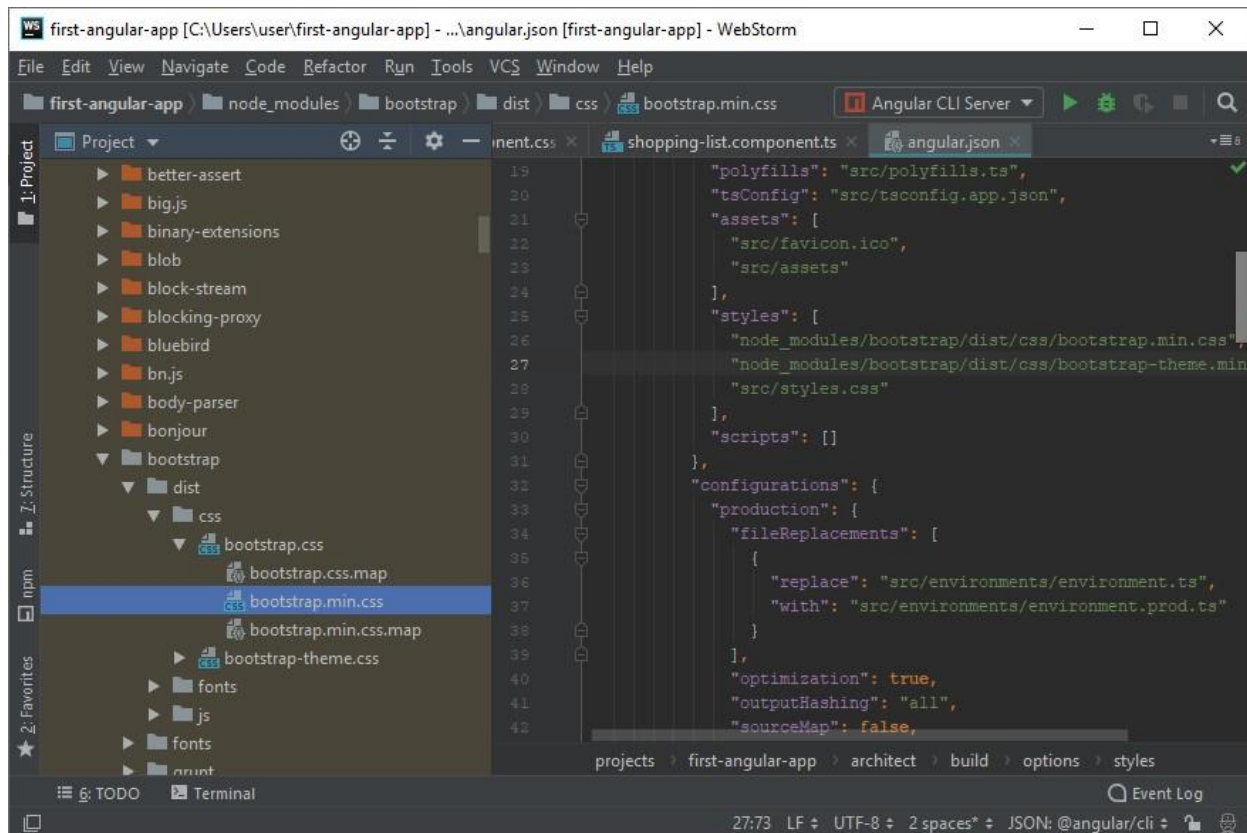 WS first-angular-app [C:\Users\user\first-angular-app] - ...\angular.json [first-angular-app] - WebStorm
File Edit View Navigate Code Refactor Run Tools VCS Window Help
first-angular-app node_modules bootstrap dist css bootstrap.min.css Angular CLI Server
1: Project
7: Structure
npm
2: Favorites
Project
better-assert
big.js
binary-extensions
blob
block-stream
blocking-proxy
bluebird
bn.js
body-parser
bonjour
bootstrap
dist
css
bootstrap.css
bootstrap.css.map
bootstrap.min.css
bootstrap.min.css.map
bootstrap-theme.css
fonts
js
fonts
grunt
nent.css shopping-list.component.ts angular.json 8
19 "polyfills": "src/polyfills.ts",
20 "tsConfig": "src/tsconfig.app.json",
21 "assets": [
22 "src/favicon.ico",
23 "src/assets"
24 ],
25 "styles": [
26 "node_modules/bootstrap/dist/css/bootstrap.min.css",
27 "node_modules/bootstrap/dist/css/bootstrap-theme.min
28 "src/styles.css"
29 ],
30 "scripts": []
31 },
32 "configurations": {
33 "production": {
34 "fileReplacements": [
35 {
36 "replace": "src/environments/environment.ts",
37 "with": "src/environments/environment.prod.ts"
38 }
39 ],
40 "optimization": true,
41 "outputHashing": "all",
42 "sourceMap": false,
projects first-angular-app architect build options styles
6: TODO Terminal Event Log
27:73 LF UTF-8 2 spaces* JSON: @angular/cli